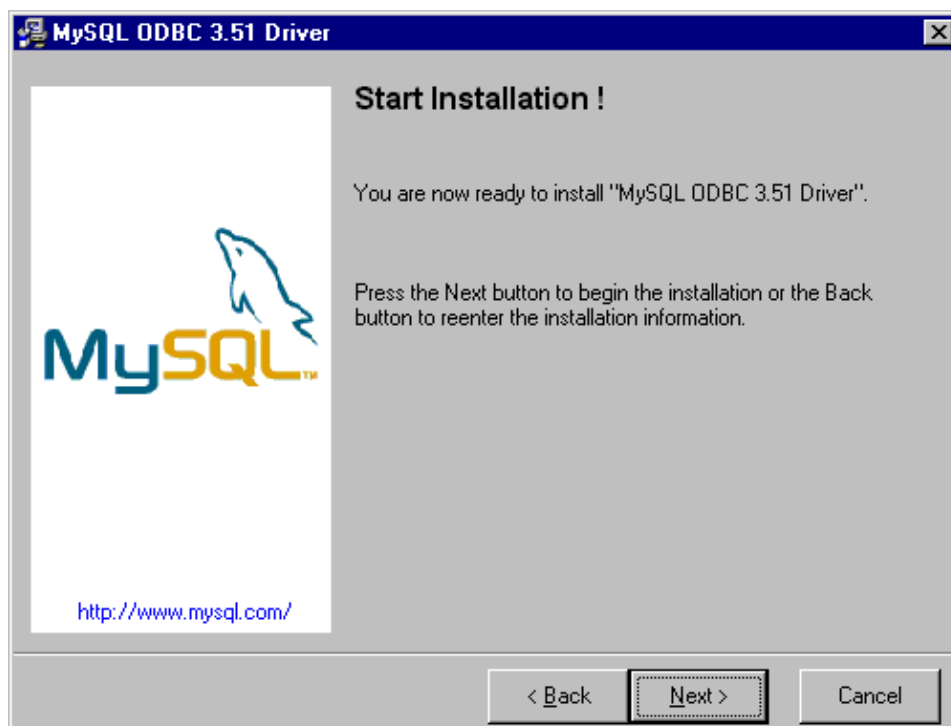 MySQL ODBC 3.51 Driver
Start Installation !
You are now ready to install "MySQL ODBC 3.51 Driver".
Press the Next button to begin the installation or the Back
button to reenter the installation information.
MySQL™
http://www.mysql.com/
< Back
Next >
Cancel